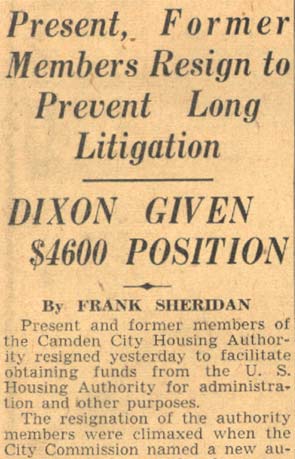 Present, Former
Members Resign to
Prevent Long
Litigation
DIXON GIVEN
$4600 POSITION
By FRANK SHERIDAN
Present and former members of
the Camden City Housing Author-
ity resigned yesterday to facilitate
obtaining funds from the U. S.
Housing Authority for administra-
tion and other purposes.
The resignation of the authority
members were climaxed when the
City Commission named a new au-